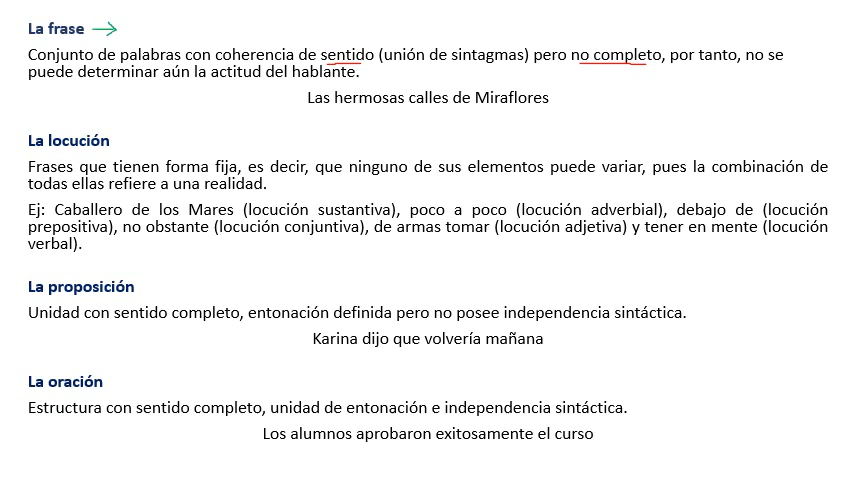 La frase
Conjunto de palabras con coherencia de sentido (unión de sintagmas) pero no completo, por tanto, no se
puede determinar aún la actitud del hablante.
Las hermosas calles de Miraflores
La locución
Frases que tienen forma fija, es decir, que ninguno de sus elementos puede variar, pues la combinación de
todas ellas refiere a una realidad.
Ej: Caballero de los Mares (locución sustantiva), poco a poco (locución adverbial), debajo de (locución
prepositiva), no obstante (locución conjuntiva), de armas tomar (locución adjetiva) y tener en mente (locución
verbal).
La proposición
Unidad con sentido completo, entonación definida pero no posee independencia sintáctica.
Karina dijo que volvería mañana
La oración
Estructura con sentido completo, unidad de entonación e independencia sintáctica.
Los alumnos aprobaron exitosamente el curso